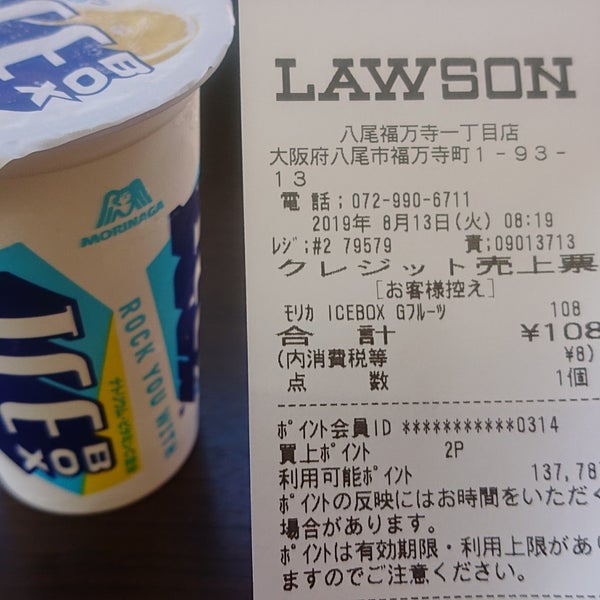 ICE
BOX
MORINAGA
ROCK YOU WITH
ICE
BOX
LAWSON
八尾福万寺一丁目店
大阪府八尾市福万寺町1-93-
13
電話;072-990-6711
2019年 8月13日(火) 08:19
レジ;#2 79579 責;09013713
クレジット売上票
[お客様控え]
モリカ ICEBOX Gフルーツ 108
合 計 ¥108
(内消費税等 ¥8)
点 数 1個
ポイント会員ID ***********0314
買上ポイント 2P
利用可能ポイント 137,78
ポイントの反映にはお時間をいただく
場合があります。
ポイントは有効期限・利用上限があり
ますのでご注意ください。